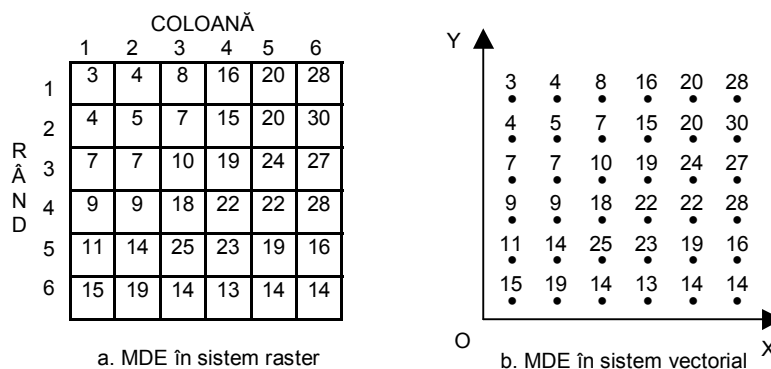 COLOANĂ
1 2 3 4 5 6
RÂND
1 3 4 8 16 20 28
2 4 5 7 15 20 30
3 7 7 10 19 24 27
4 9 9 18 22 22 28
5 11 14 25 23 19 16
6 15 19 14 13 14 14
a. MDE în sistem raster
Y
3 4 8 16 20 28
4 5 7 15 20 30
7 7 10 19 24 27
9 9 18 22 22 28
11 14 25 23 19 16
15 19 14 13 14 14
O
X
b. MDE în sistem vectorial